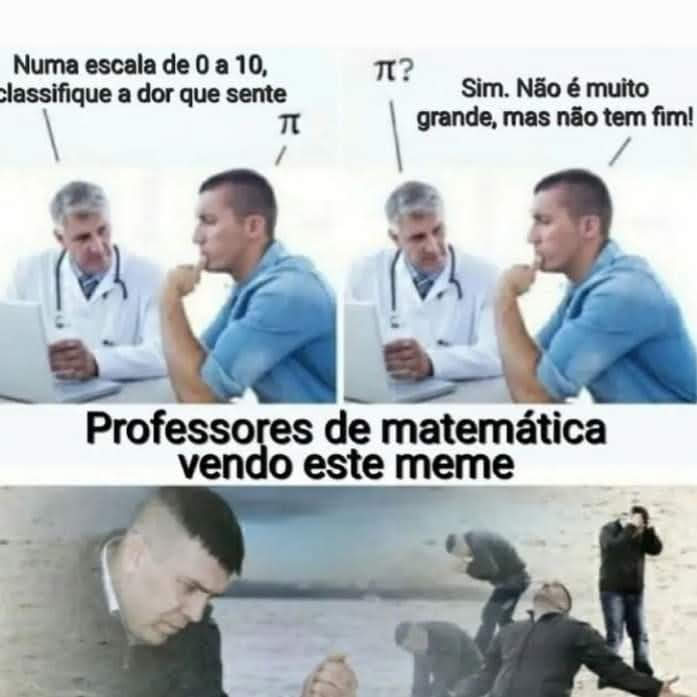 Numa escala de 0 a 10,
classifique a dor que sente
π
π?
Sim. Não é muito
grande, mas não tem fim!
Professores de matemática
vendo este meme